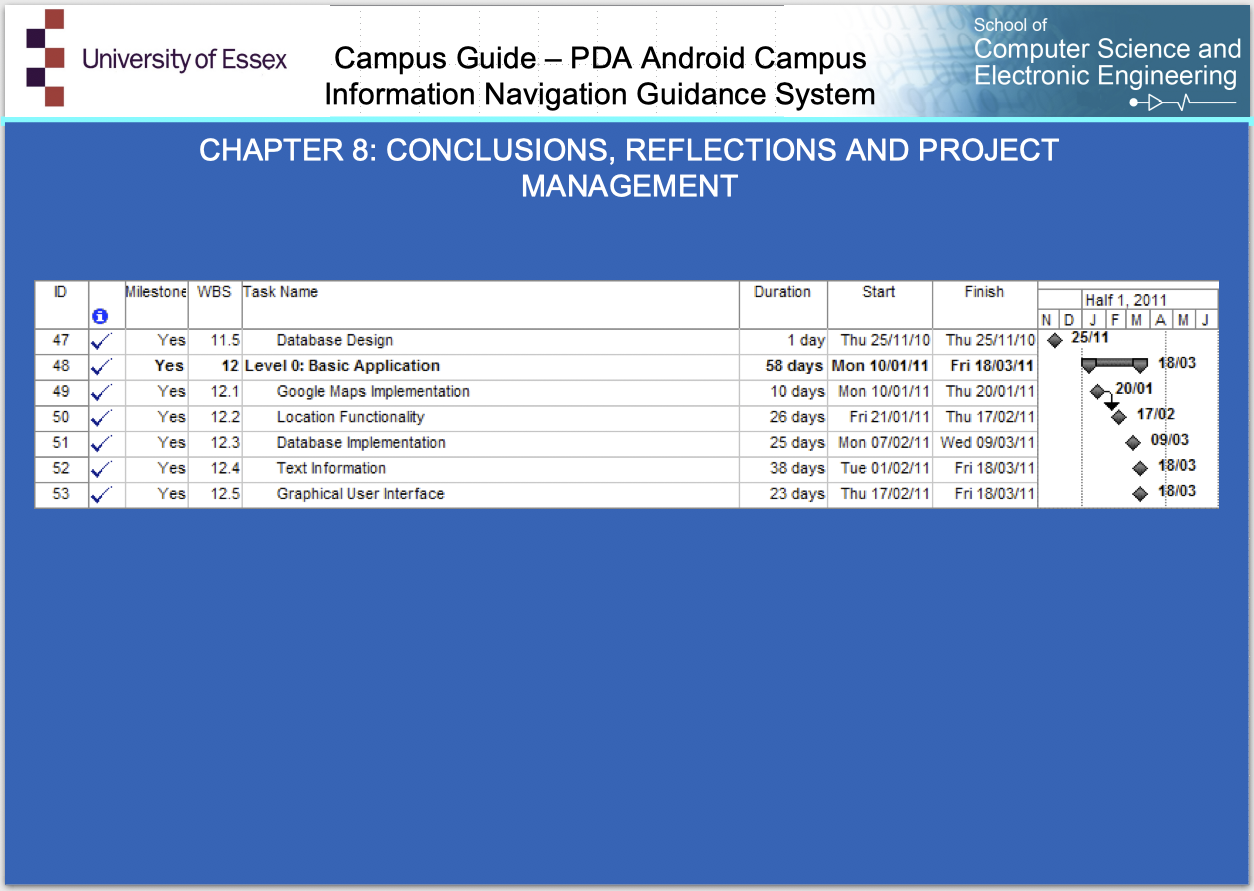 University of Essex
Campus Guide – PDA Android Campus
Information Navigation Guidance System
School of
Computer Science and
Electronic Engineering
CHAPTER 8: CONCLUSIONS, REFLECTIONS AND PROJECT
MANAGEMENT
ID Milestone WBS Task Name Duration Start Finish
Half 1, 2011
N D J F M A M J
47 Yes 11.5 Database Design 1 day Thu 25/11/10 Thu 25/11/10 25/11
48 Yes 12 Level 0: Basic Application 58 days Mon 10/01/11 Fri 18/03/11 18/03
49 Yes 12.1 Google Maps Implementation 10 days Mon 10/01/11 Thu 20/01/11 20/01
50 Yes 12.2 Location Functionality 26 days Fri 21/01/11 Thu 17/02/11 17/02
51 Yes 12.3 Database Implementation 25 days Mon 07/02/11 Wed 09/03/11 09/03
52 Yes 12.4 Text Information 38 days Tue 01/02/11 Fri 18/03/11 18/03
53 Yes 12.5 Graphical User Interface 23 days Thu 17/02/11 Fri 18/03/11 18/03